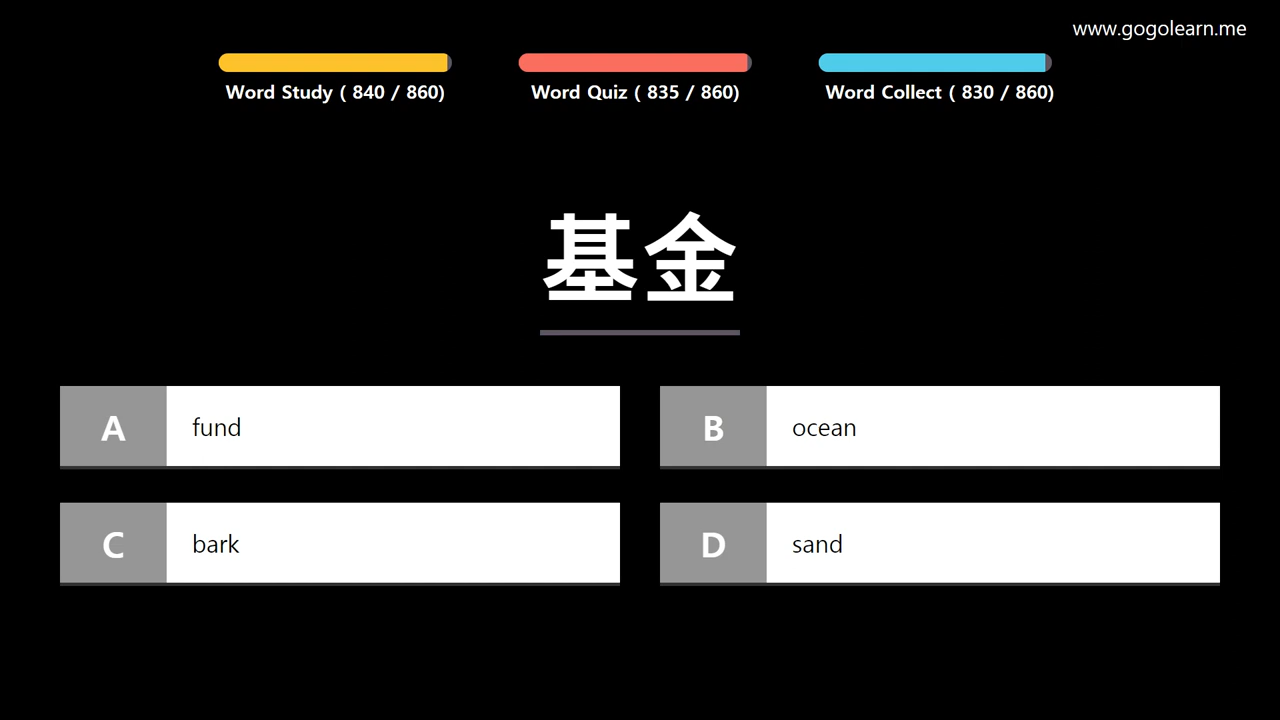 www.gogolearn.me
Word Study ( 840 / 860)
Word Quiz ( 835 / 860)
Word Collect ( 830 / 860)
基金
A fund
B ocean
C bark
D sand